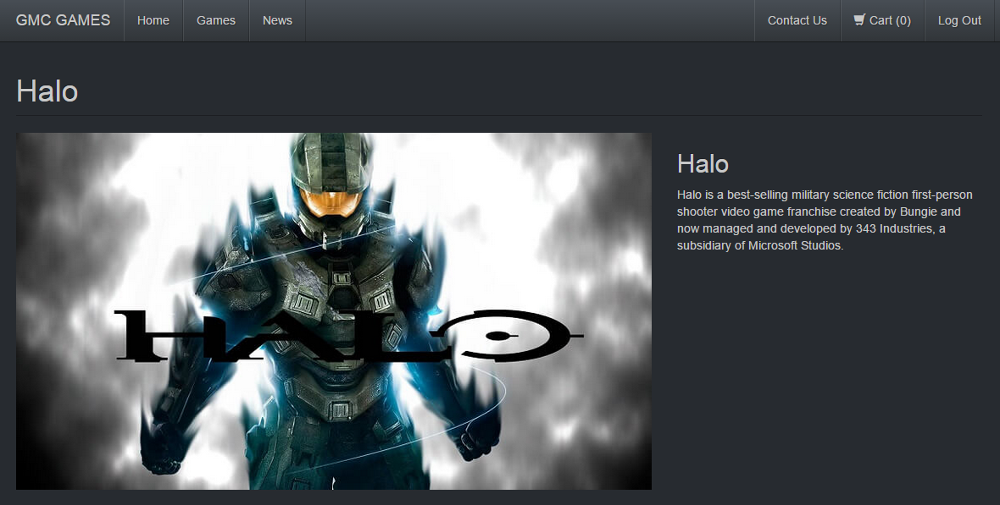 GMC GAMES Home Games News Contact Us Cart (0) Log Out
Halo
HALO
Halo
Halo is a best-selling military science fiction first-person
shooter video game franchise created by Bungie and
now managed and developed by 343 Industries, a
subsidiary of Microsoft Studios.